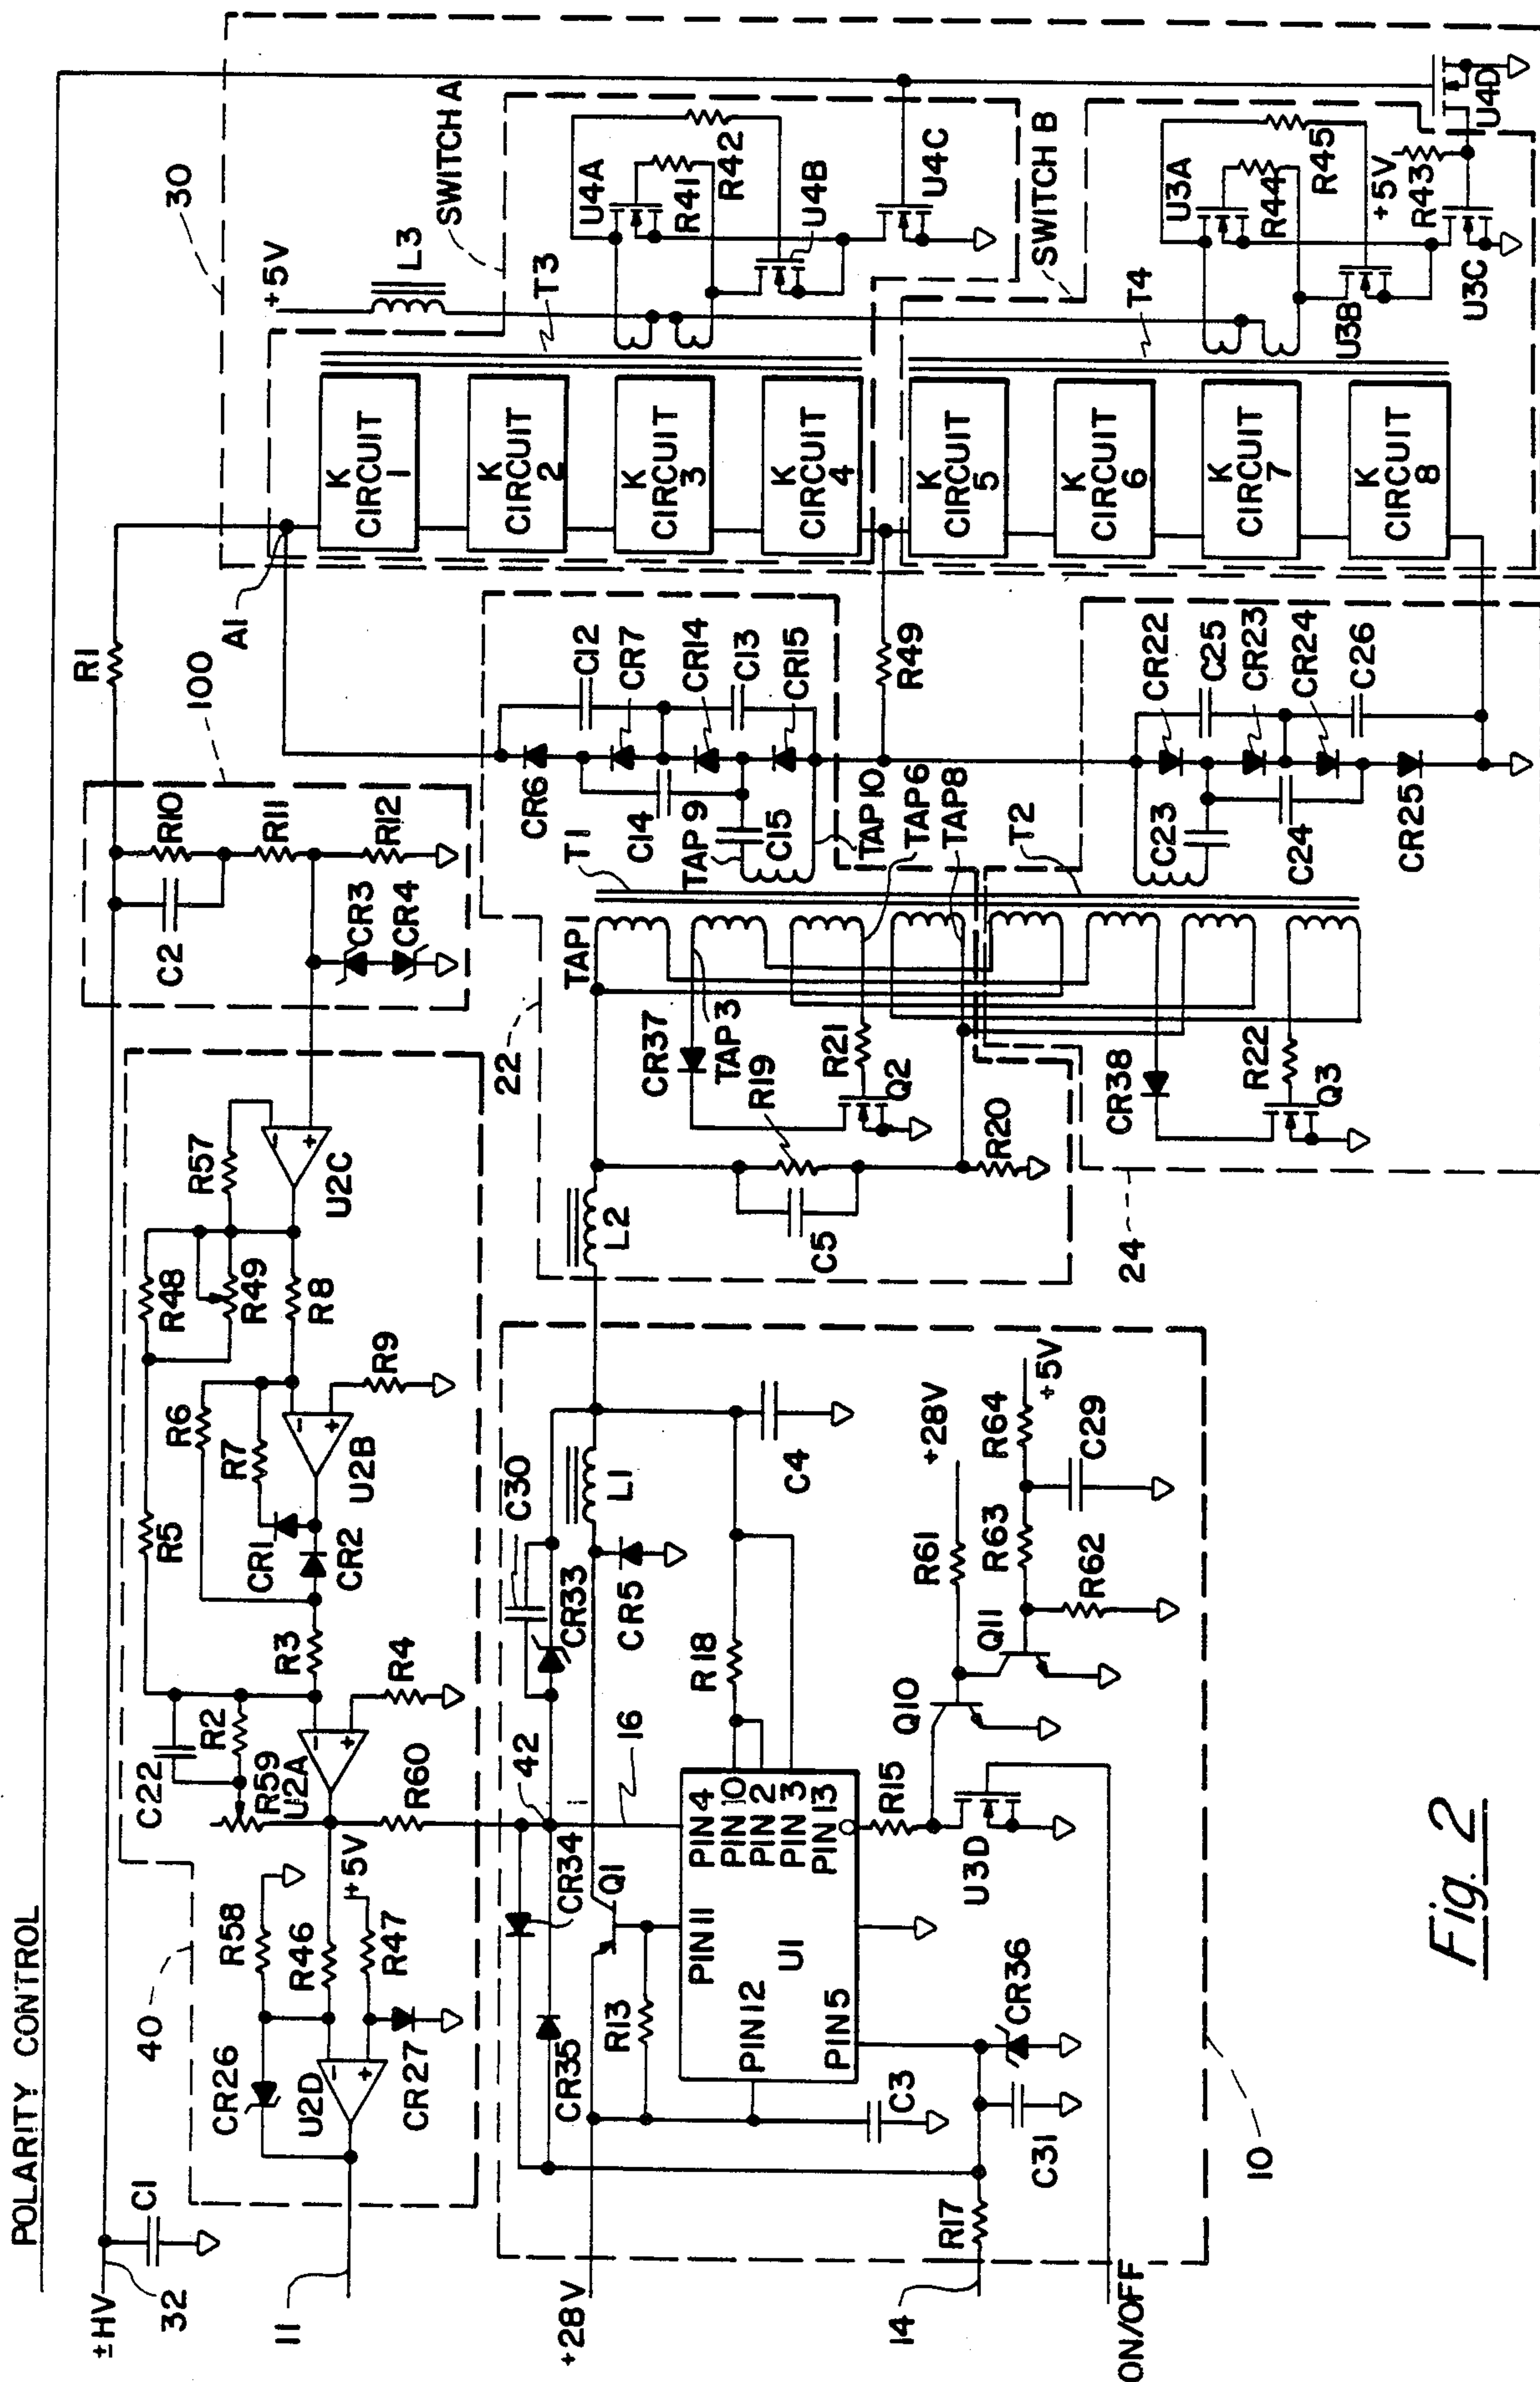 POLARITY CONTROL
±HV
32
C1
11
40
CR26
R58
U2D
R46
+5V
R47
CR27
C22
R2
R59
U2A
R60
R3
R4
R5
R6
R7
CR1
CR2
U2B
R9
R48
R49
R8
R57
U2C
100
C2
R10
R11
R12
CR3
CR4
R1
A1
30
+5V
L3
SWITCH A
T3
U4A
R41
R42
U4B
U4C
K CIRCUIT 1
K CIRCUIT 2
K CIRCUIT 3
K CIRCUIT 4
K CIRCUIT 5
K CIRCUIT 6
K CIRCUIT 7
K CIRCUIT 8
SWITCH B
T4
U3A
R44
R45
U3B
+5V
R43
U3C
U4D
22
L2
C5
R19
R20
TAP 1
TAP 3
CR37
R21
Q2
T1
TAP 9
TAP 10
TAP 6
TAP 8
CR6
C12
CR7
C14
CR14
C13
CR15
C15
R49
T2
CR38
R22
Q3
24
C23
C24
CR22
C25
CR23
CR24
C26
CR25
+28V
CR35
CR34
42
16
Q1
R13
C30
CR33
L1
CR5
C4
R18
PIN 11
PIN 4
PIN 10
PIN 2
PIN 3
PIN 13
PIN 12
U1
PIN 5
C3
CR36
C31
R17
14
ON/OFF
R15
U3D
Q10
Q11
R61
+28V
R63
R64
+5V
R62
C29
10
Fig. 2